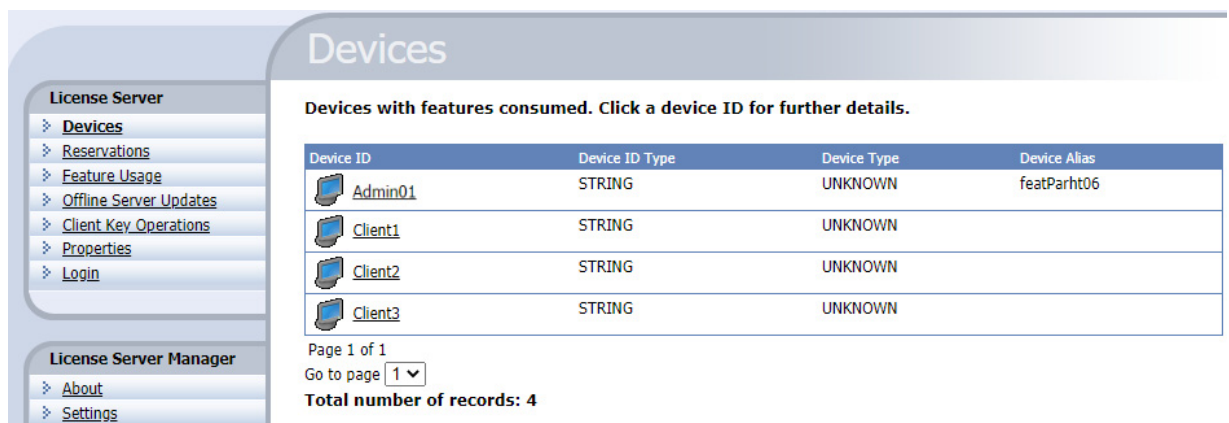 Devices
License Server
Devices
Reservations
Feature Usage
Offline Server Updates
Client Key Operations
Properties
Login
License Server Manager
About
Settings
Devices with features consumed. Click a device ID for further details.
Device ID Device ID Type Device Type Device Alias
Admin01 STRING UNKNOWN featParht06
Client1 STRING UNKNOWN
Client2 STRING UNKNOWN
Client3 STRING UNKNOWN
Page 1 of 1
Go to page 1
Total number of records: 4